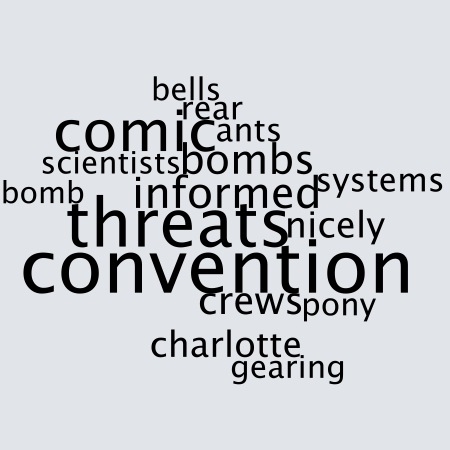 bells
rear
comic ants
scientists bombs
bomb informed systems
threats nicely
convention
crews pony
charlotte
gearing